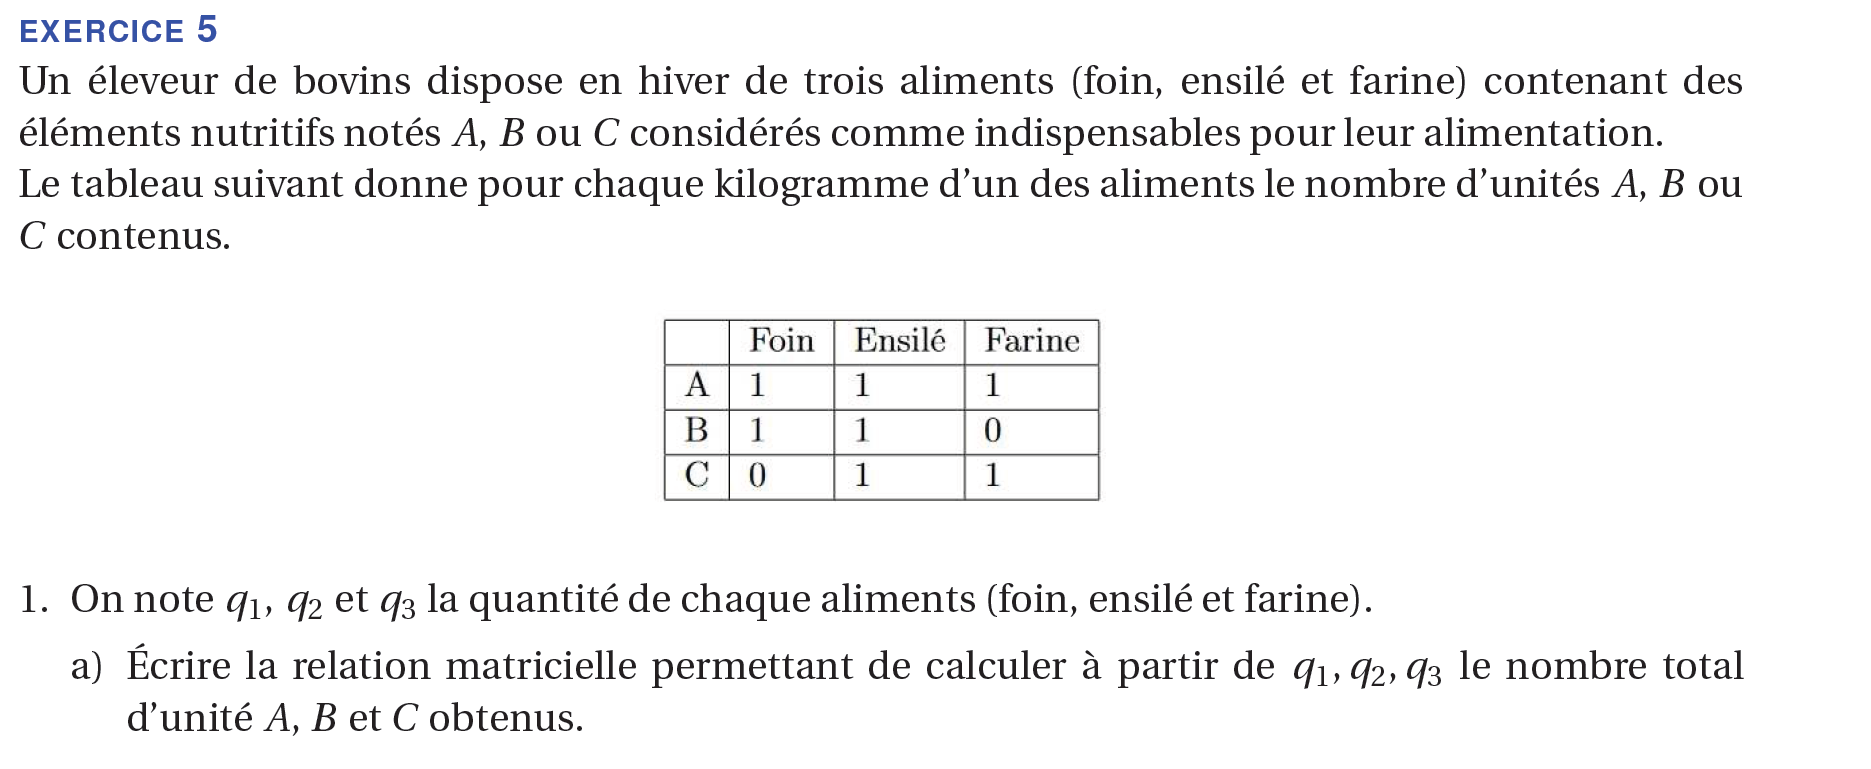 EXERCICE 5
Un éleveur de bovins dispose en hiver de trois aliments (foin, ensilé et farine) contenant des
éléments nutritifs notés A, B ou C considérés comme indispensables pour leur alimentation.
Le tableau suivant donne pour chaque kilogramme d'un des aliments le nombre d'unités A, B ou
C contenus.
Foin Ensilé Farine
A 1 1 1
B 1 1 0
C 0 1 1
1. On note q₁, q₂ et q₃ la quantité de chaque aliments (foin, ensilé et farine).
a) Écrire la relation matricielle permettant de calculer à partir de q₁, q₂, q₃ le nombre total
d'unité A, B et C obtenus.